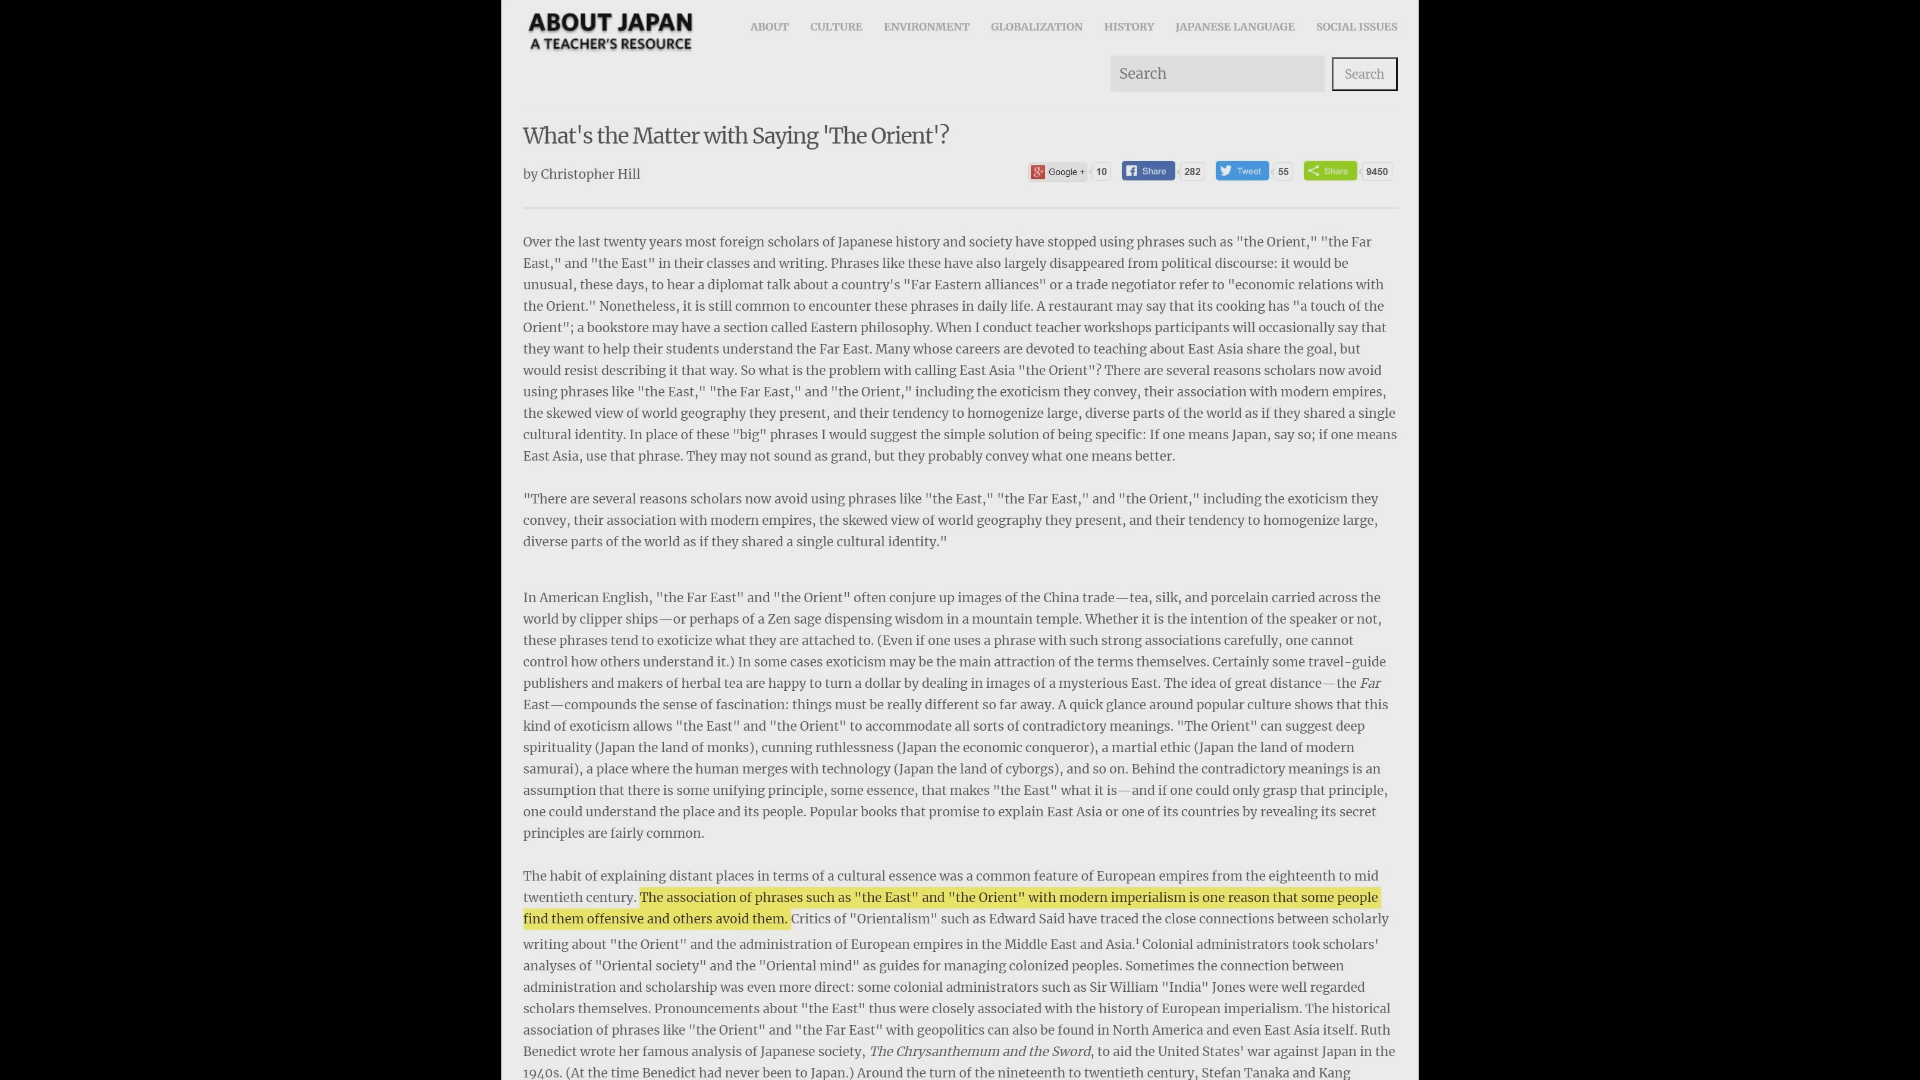 ABOUT JAPAN
A TEACHER'S RESOURCE
ABOUT CULTURE ENVIRONMENT GLOBALIZATION HISTORY JAPANESE LANGUAGE SOCIAL ISSUES
Search Search
What's the Matter with Saying 'The Orient'?
by Christopher Hill
Google + 10 Share 282 Tweet 55 Share 9450
Over the last twenty years most foreign scholars of Japanese history and society have stopped using phrases such as "the Orient," "the Far
East," and "the East" in their classes and writing. Phrases like these have also largely disappeared from political discourse: it would be
unusual, these days, to hear a diplomat talk about a country's "Far Eastern alliances" or a trade negotiator refer to "economic relations with
the Orient." Nonetheless, it is still common to encounter these phrases in daily life. A restaurant may say that its cooking has "a touch of the
Orient"; a bookstore may have a section called Eastern philosophy. When I conduct teacher workshops participants will occasionally say that
they want to help their students understand the Far East. Many whose careers are devoted to teaching about East Asia share the goal, but
would resist describing it that way. So what is the problem with calling East Asia "the Orient"? There are several reasons scholars now avoid
using phrases like "the East," "the Far East," and "the Orient," including the exoticism they convey, their association with modern empires,
the skewed view of world geography they present, and their tendency to homogenize large, diverse parts of the world as if they shared a single
cultural identity. In place of these "big" phrases I would suggest the simple solution of being specific: If one means Japan, say so; if one means
East Asia, use that phrase. They may not sound as grand, but they probably convey what one means better.
"There are several reasons scholars now avoid using phrases like "the East," "the Far East," and "the Orient," including the exoticism they
convey, their association with modern empires, the skewed view of world geography they present, and their tendency to homogenize large,
diverse parts of the world as if they shared a single cultural identity."
In American English, "the Far East" and "the Orient" often conjure up images of the China trade—tea, silk, and porcelain carried across the
world by clipper ships—or perhaps of a Zen sage dispensing wisdom in a mountain temple. Whether it is the intention of the speaker or not,
these phrases tend to exoticize what they are attached to. (Even if one uses a phrase with such strong associations carefully, one cannot
control how others understand it.) In some cases exoticism may be the main attraction of the terms themselves. Certainly some travel-guide
publishers and makers of herbal tea are happy to turn a dollar by dealing in images of a mysterious East. The idea of great distance—the Far
East—compounds the sense of fascination: things must be really different so far away. A quick glance around popular culture shows that this
kind of exoticism allows "the East" and "the Orient" to accommodate all sorts of contradictory meanings. "The Orient" can suggest deep
spirituality (Japan the land of monks), cunning ruthlessness (Japan the economic conqueror), a martial ethic (Japan the land of modern
samurai), a place where the human merges with technology (Japan the land of cyborgs), and so on. Behind the contradictory meanings is an
assumption that there is some unifying principle, some essence, that makes "the East" what it is—and if one could only grasp that principle,
one could understand the place and its people. Popular books that promise to explain East Asia or one of its countries by revealing its secret
principles are fairly common.
The habit of explaining distant places in terms of a cultural essence was a common feature of European empires from the eighteenth to mid
twentieth century. The association of phrases such as "the East" and "the Orient" with modern imperialism is one reason that some people
find them offensive and others avoid them. Critics of "Orientalism" such as Edward Said have traced the close connections between scholarly
writing about "the Orient" and the administration of European empires in the Middle East and Asia.¹ Colonial administrators took scholars'
analyses of "Oriental society" and the "Oriental mind" as guides for managing colonized peoples. Sometimes the connection between
administration and scholarship was even more direct: some colonial administrators such as Sir William "India" Jones were well regarded
scholars themselves. Pronouncements about "the East" thus were closely associated with the history of European imperialism. The historical
association of phrases like "the Orient" and "the Far East" with geopolitics can also be found in North America and even East Asia itself. Ruth
Benedict wrote her famous analysis of Japanese society, The Chrysanthemum and the Sword, to aid the United States' war against Japan in the
1940s. (At the time Benedict had never been to Japan.) Around the turn of the nineteenth to twentieth century, Stefan Tanaka and Kang